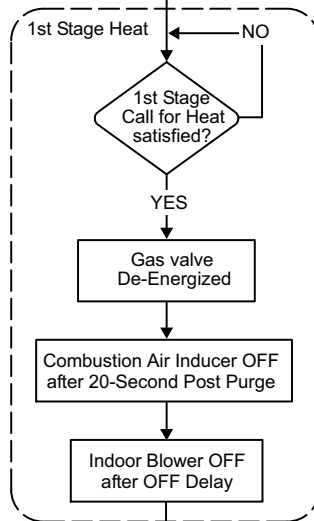 1st Stage Heat
NO
1st Stage
Call for Heat
satisfied?
YES
Gas valve
De-Energized
Combustion Air Inducer OFF
after 20-Second Post Purge
Indoor Blower OFF
after OFF Delay